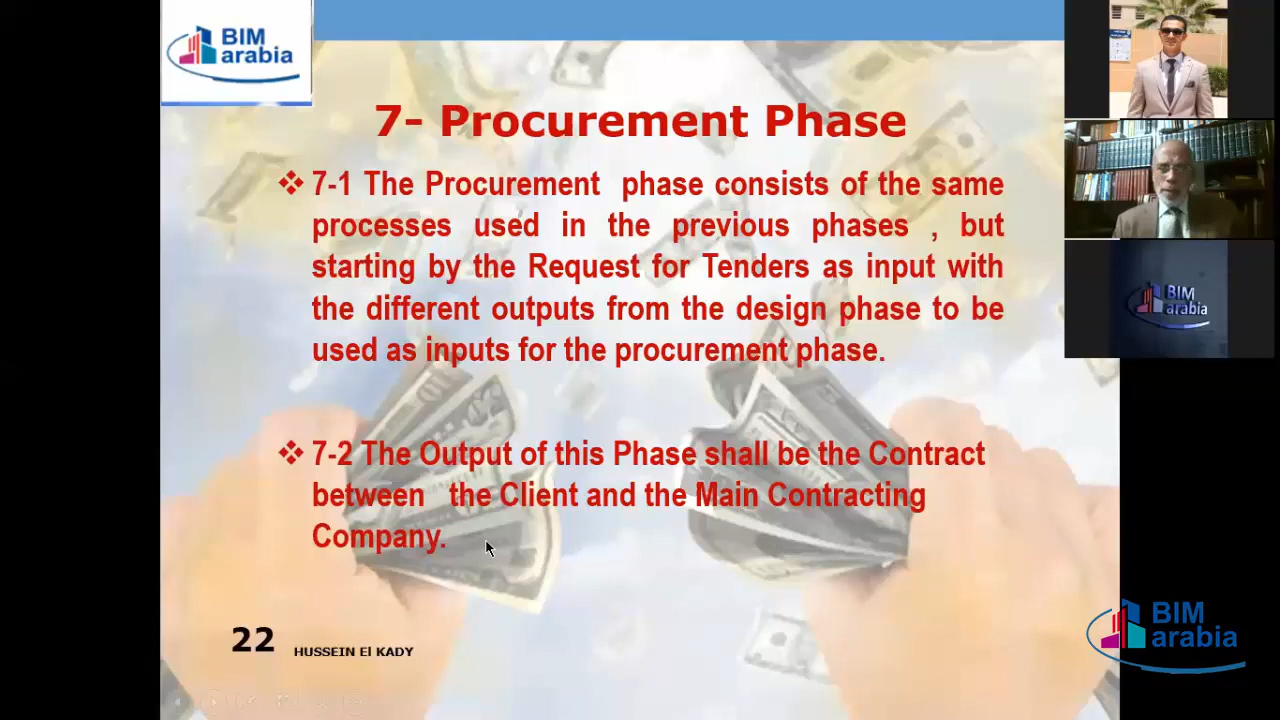 BIM
arabia
7- Procurement Phase
❖ 7-1 The Procurement phase consists of the same
processes used in the previous phases , but
starting by the Request for Tenders as input with
the different outputs from the design phase to be
used as inputs for the procurement phase.
❖ 7-2 The Output of this Phase shall be the Contract
between the Client and the Main Contracting
Company.
22
HUSSEIN El KADY
BIM
arabia
BIM
arabia